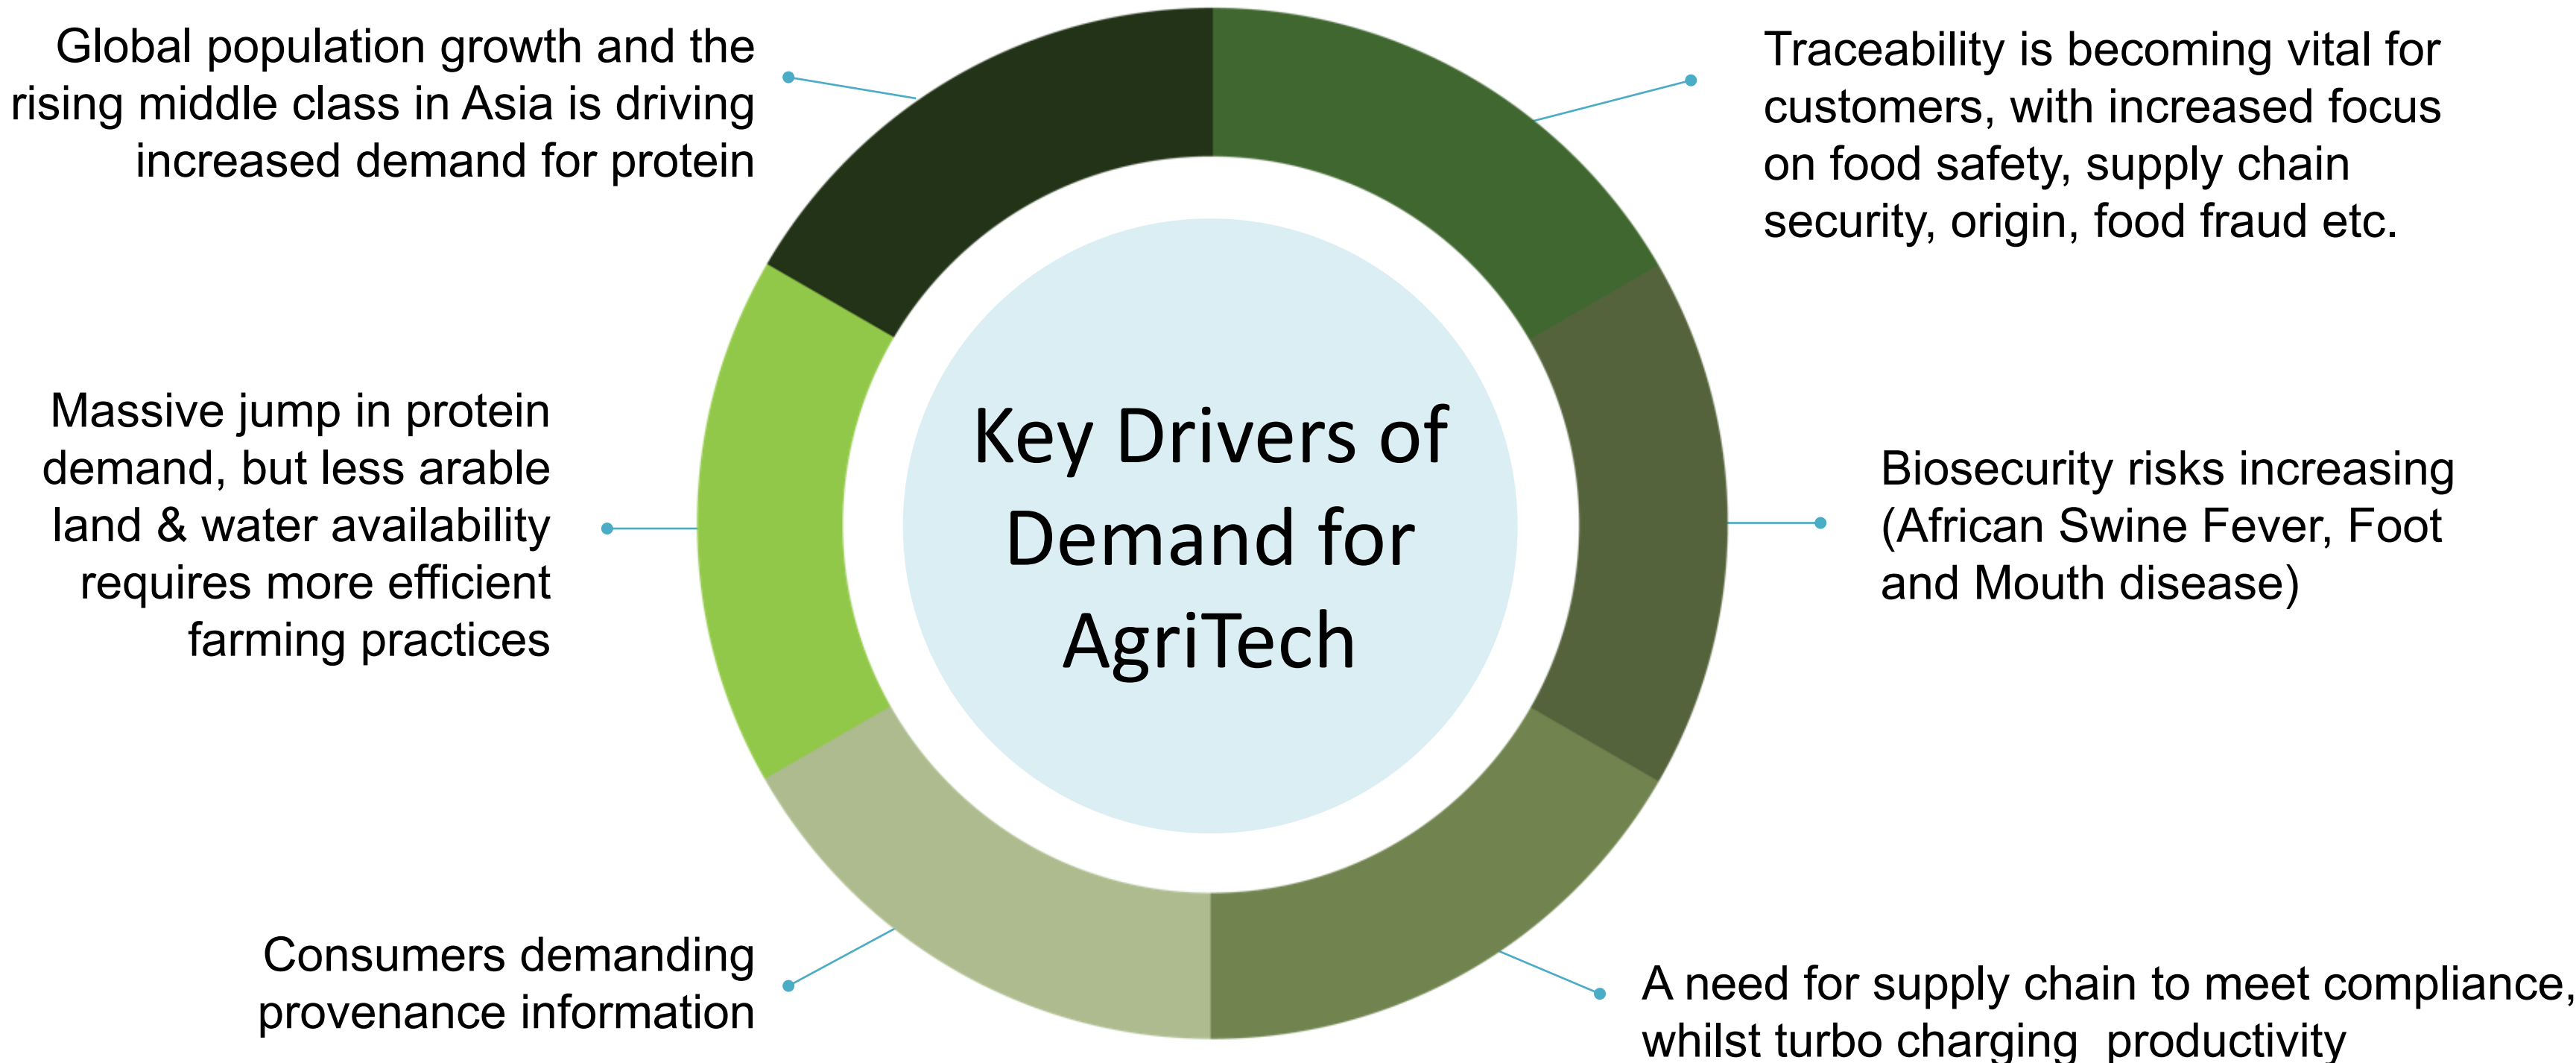 Global population growth and the
rising middle class in Asia is driving
increased demand for protein
Traceability is becoming vital for
customers, with increased focus
on food safety, supply chain
security, origin, food fraud etc.
Massive jump in protein
demand, but less arable
land & water availability
requires more efficient
farming practices
Key Drivers of
Demand for
AgriTech
Biosecurity risks increasing
(African Swine Fever, Foot
and Mouth disease)
Consumers demanding
provenance information
A need for supply chain to meet compliance,
whilst turbo charging  productivity